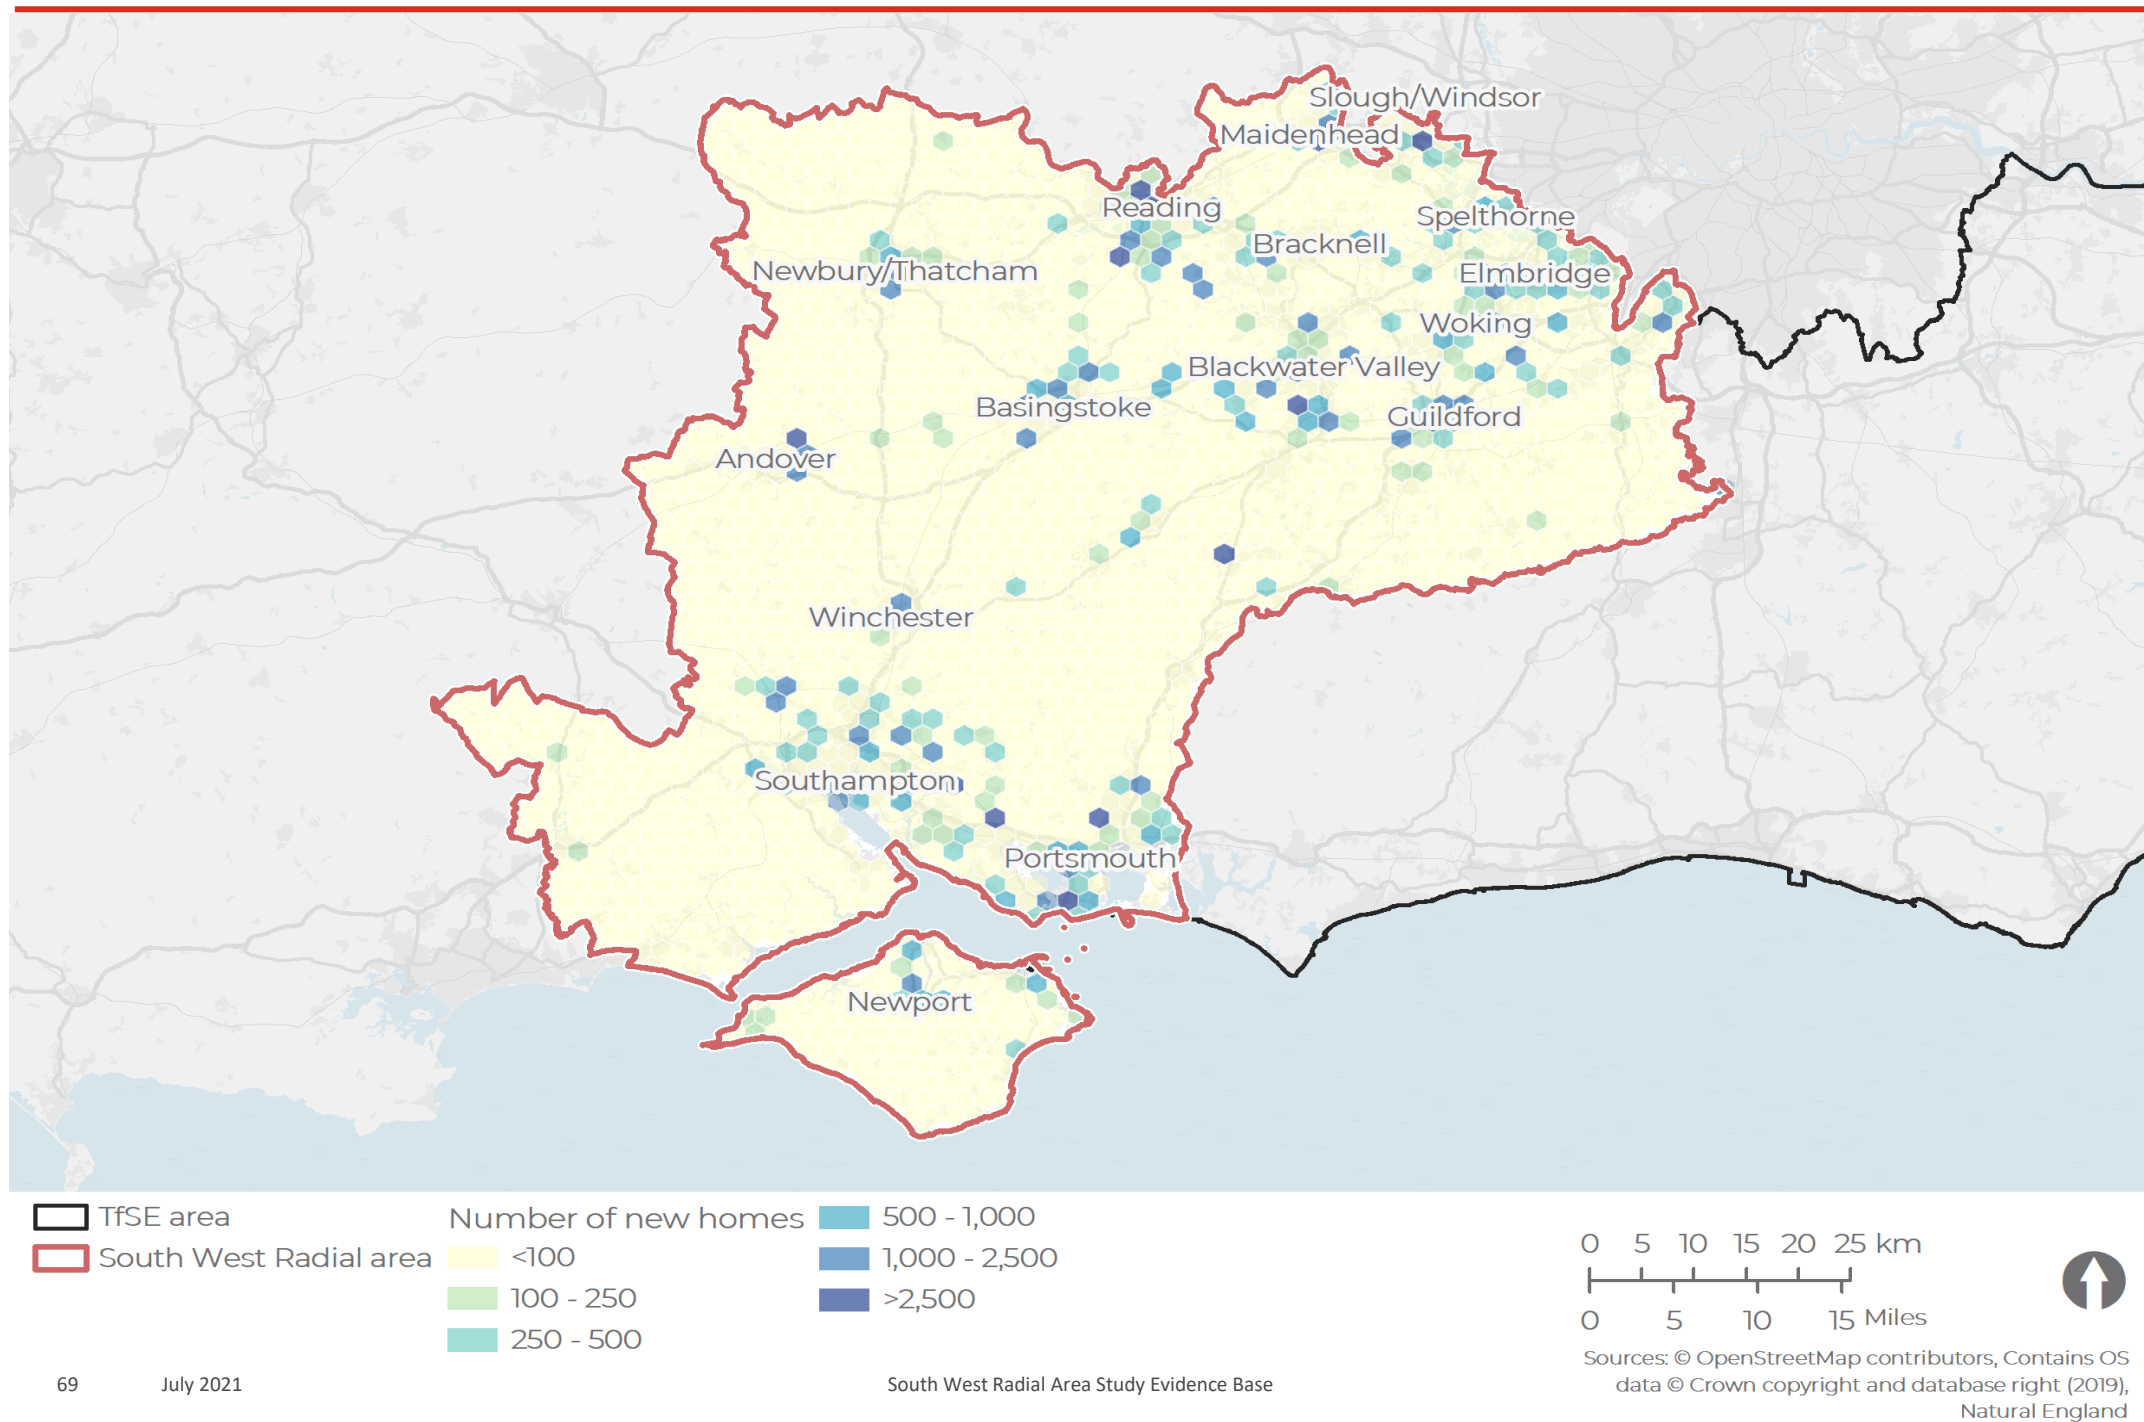 Slough/Windsor
Maidenhead
Reading
Spelthorne
Bracknell
Newbury/Thatcham
Elmbridge
Woking
Blackwater Valley
Basingstoke
Guildford
Andover
Winchester
Southampton
Portsmouth
Newport
TfSE area
South West Radial area
Number of new homes
<100
100 - 250
250 - 500
500 - 1,000
1,000 - 2,500
>2,500
0 5 10 15 20 25 km
0 5 10 15 Miles
Sources: © OpenStreetMap contributors, Contains OS
data © Crown copyright and database right (2019),
Natural England
69 July 2021 South West Radial Area Study Evidence Base